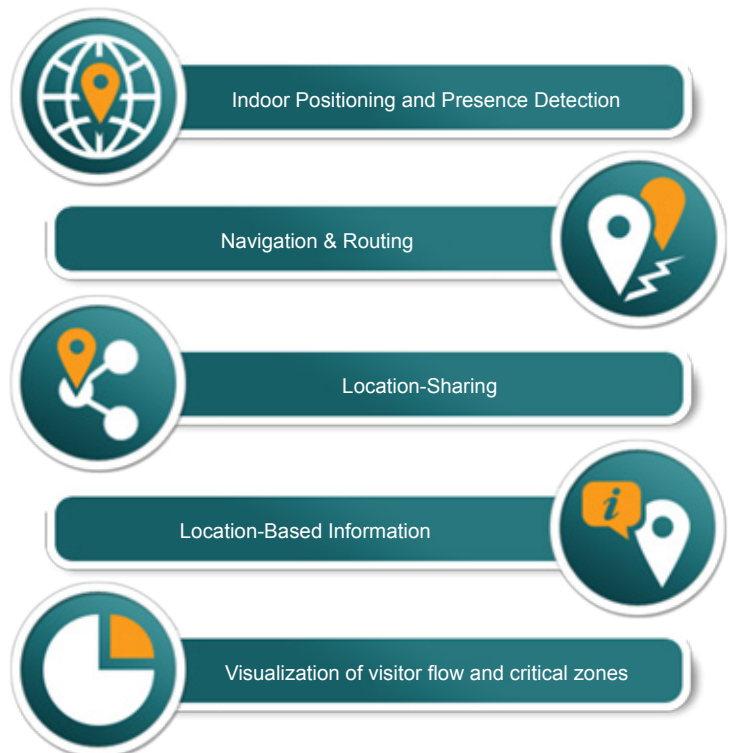 Indoor Positioning and Presence Detection
Navigation & Routing
Location-Sharing
i
Location-Based Information
Visualization of visitor flow and critical zones